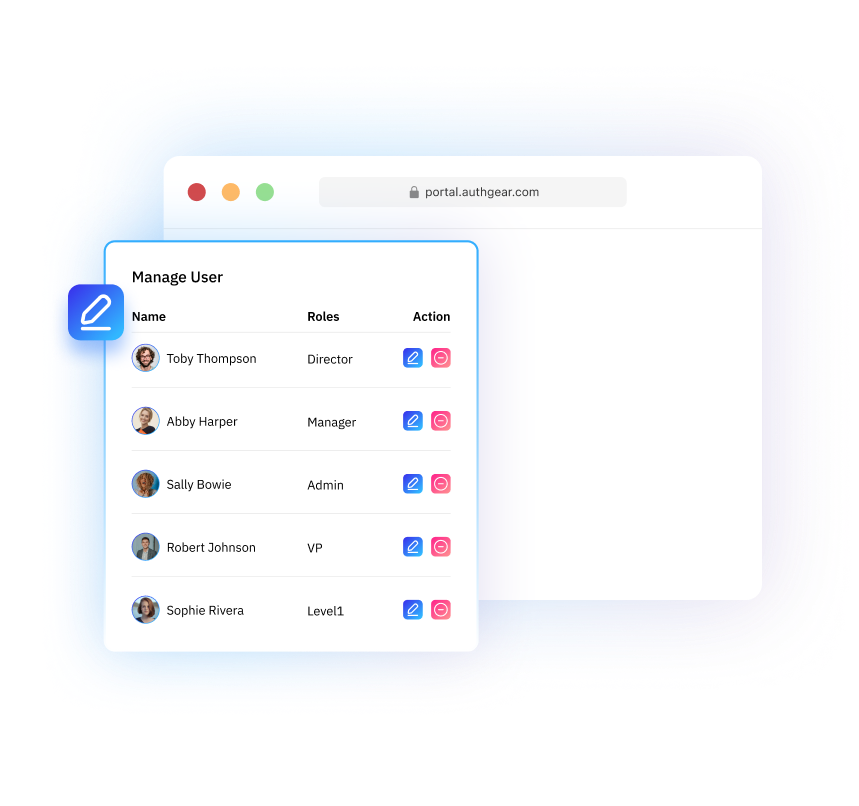 portal.authgear.com
Manage User
Name Roles Action
Toby Thompson Director
Abby Harper Manager
Sally Bowie Admin
Robert Johnson VP
Sophie Rivera Level1